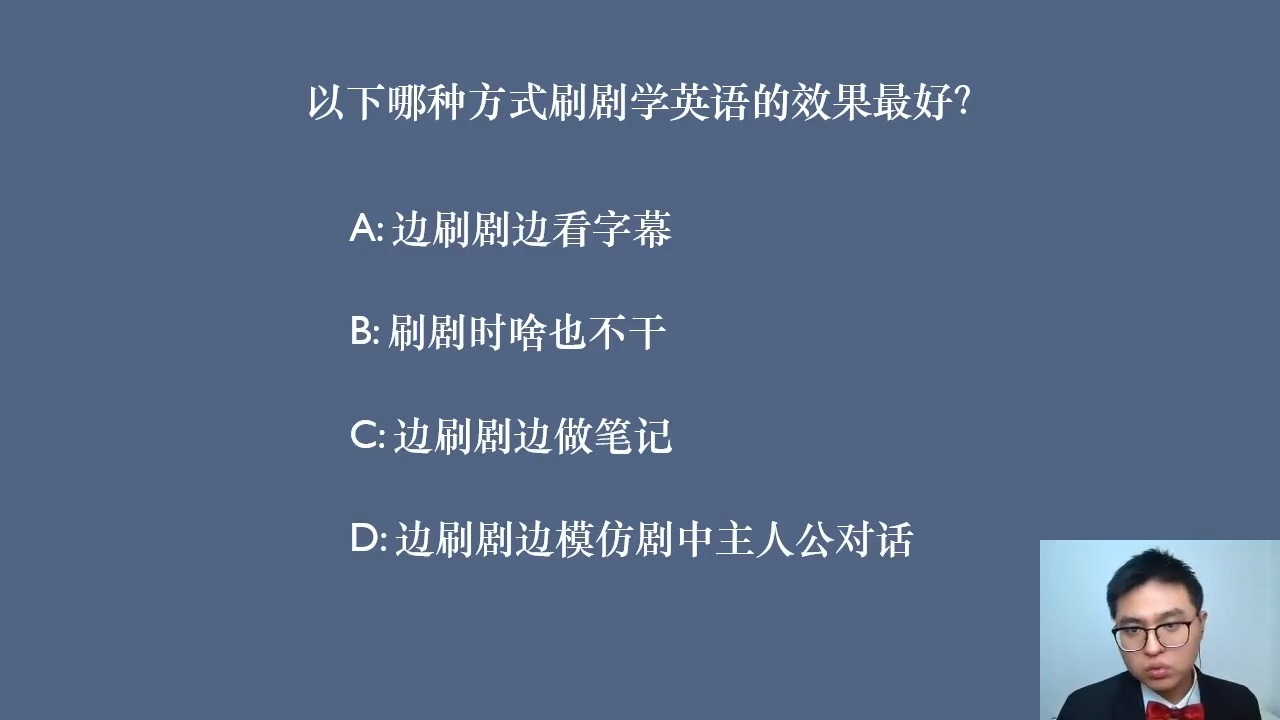 以下哪种方式刷剧学英语的效果最好?
A: 边刷剧边看字幕
B: 刷剧时啥也不干
C: 边刷剧边做笔记
D: 边刷剧边模仿剧中主人公对话